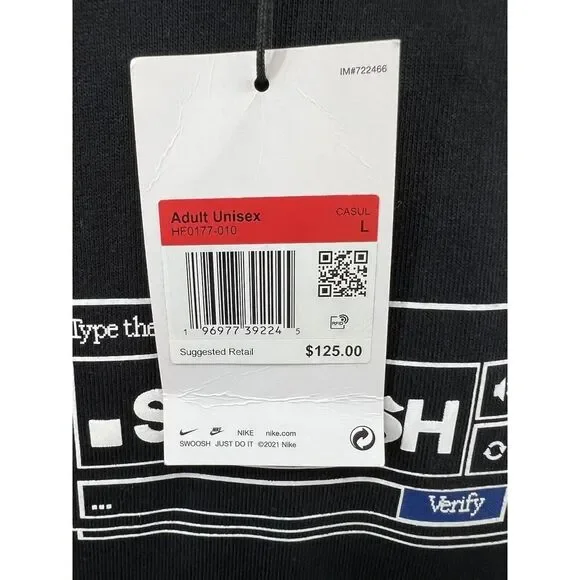 IM#722466
Adult Unisex
HF0177-010
CASUL
L
1 96977 39224 5
RFID
Suggested Retail
$125.00
NIKE nike.com
SWOOSH JUST DO IT ©2021 Nike
Type the
S SH
...
Verify